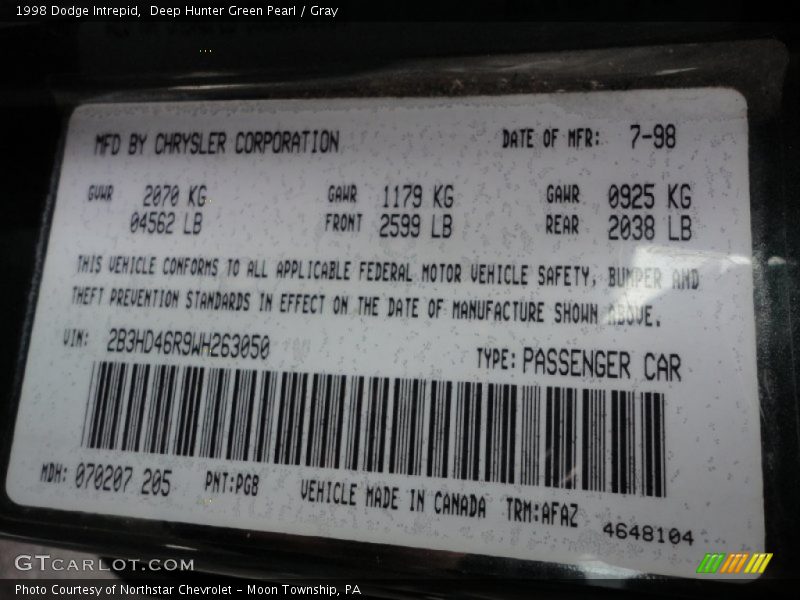 1998 Dodge Intrepid,  Deep Hunter Green Pearl / Gray
MFD BY CHRYSLER CORPORATION DATE OF MFR: 7-98
GVWR 2070 KG GAWR 1179 KG GAWR 0925 KG
04562 LB FRONT 2599 LB REAR 2038 LB
THIS VEHICLE CONFORMS TO ALL APPLICABLE FEDERAL MOTOR VEHICLE SAFETY, BUMPER AND
THEFT PREVENTION STANDARDS IN EFFECT ON THE DATE OF MANUFACTURE SHOWN ABOVE.
VIN: 2B3HD46R9WH263050 TYPE: PASSENGER CAR
MDH: 070207 205 PNT:PGB VEHICLE MADE IN CANADA TRM:AFAZ 4648104
GTCARLOT.COM
Photo Courtesy of Northstar Chevrolet - Moon Township, PA